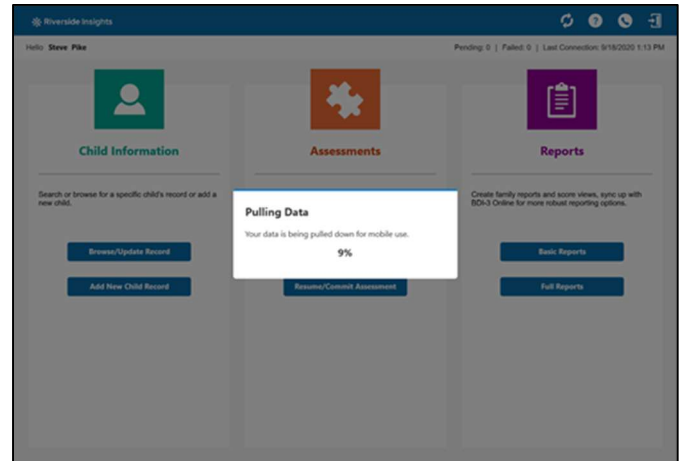 Riverside Insights
Hello Steve Pike
Pending: 0 | Failed: 0 | Last Connection: 9/18/2020 1:13 PM
Child Information
Search or browse for a specific child's record or add a
new child.
Browse/Update Record
Add New Child Record
Assessments
Pulling Data
Your data is being pulled down for mobile use.
9%
Resume/Commit Assessment
Reports
Create family reports and score views, sync up with
BDI-3 Online for more robust reporting options.
Basic Reports
Full Reports